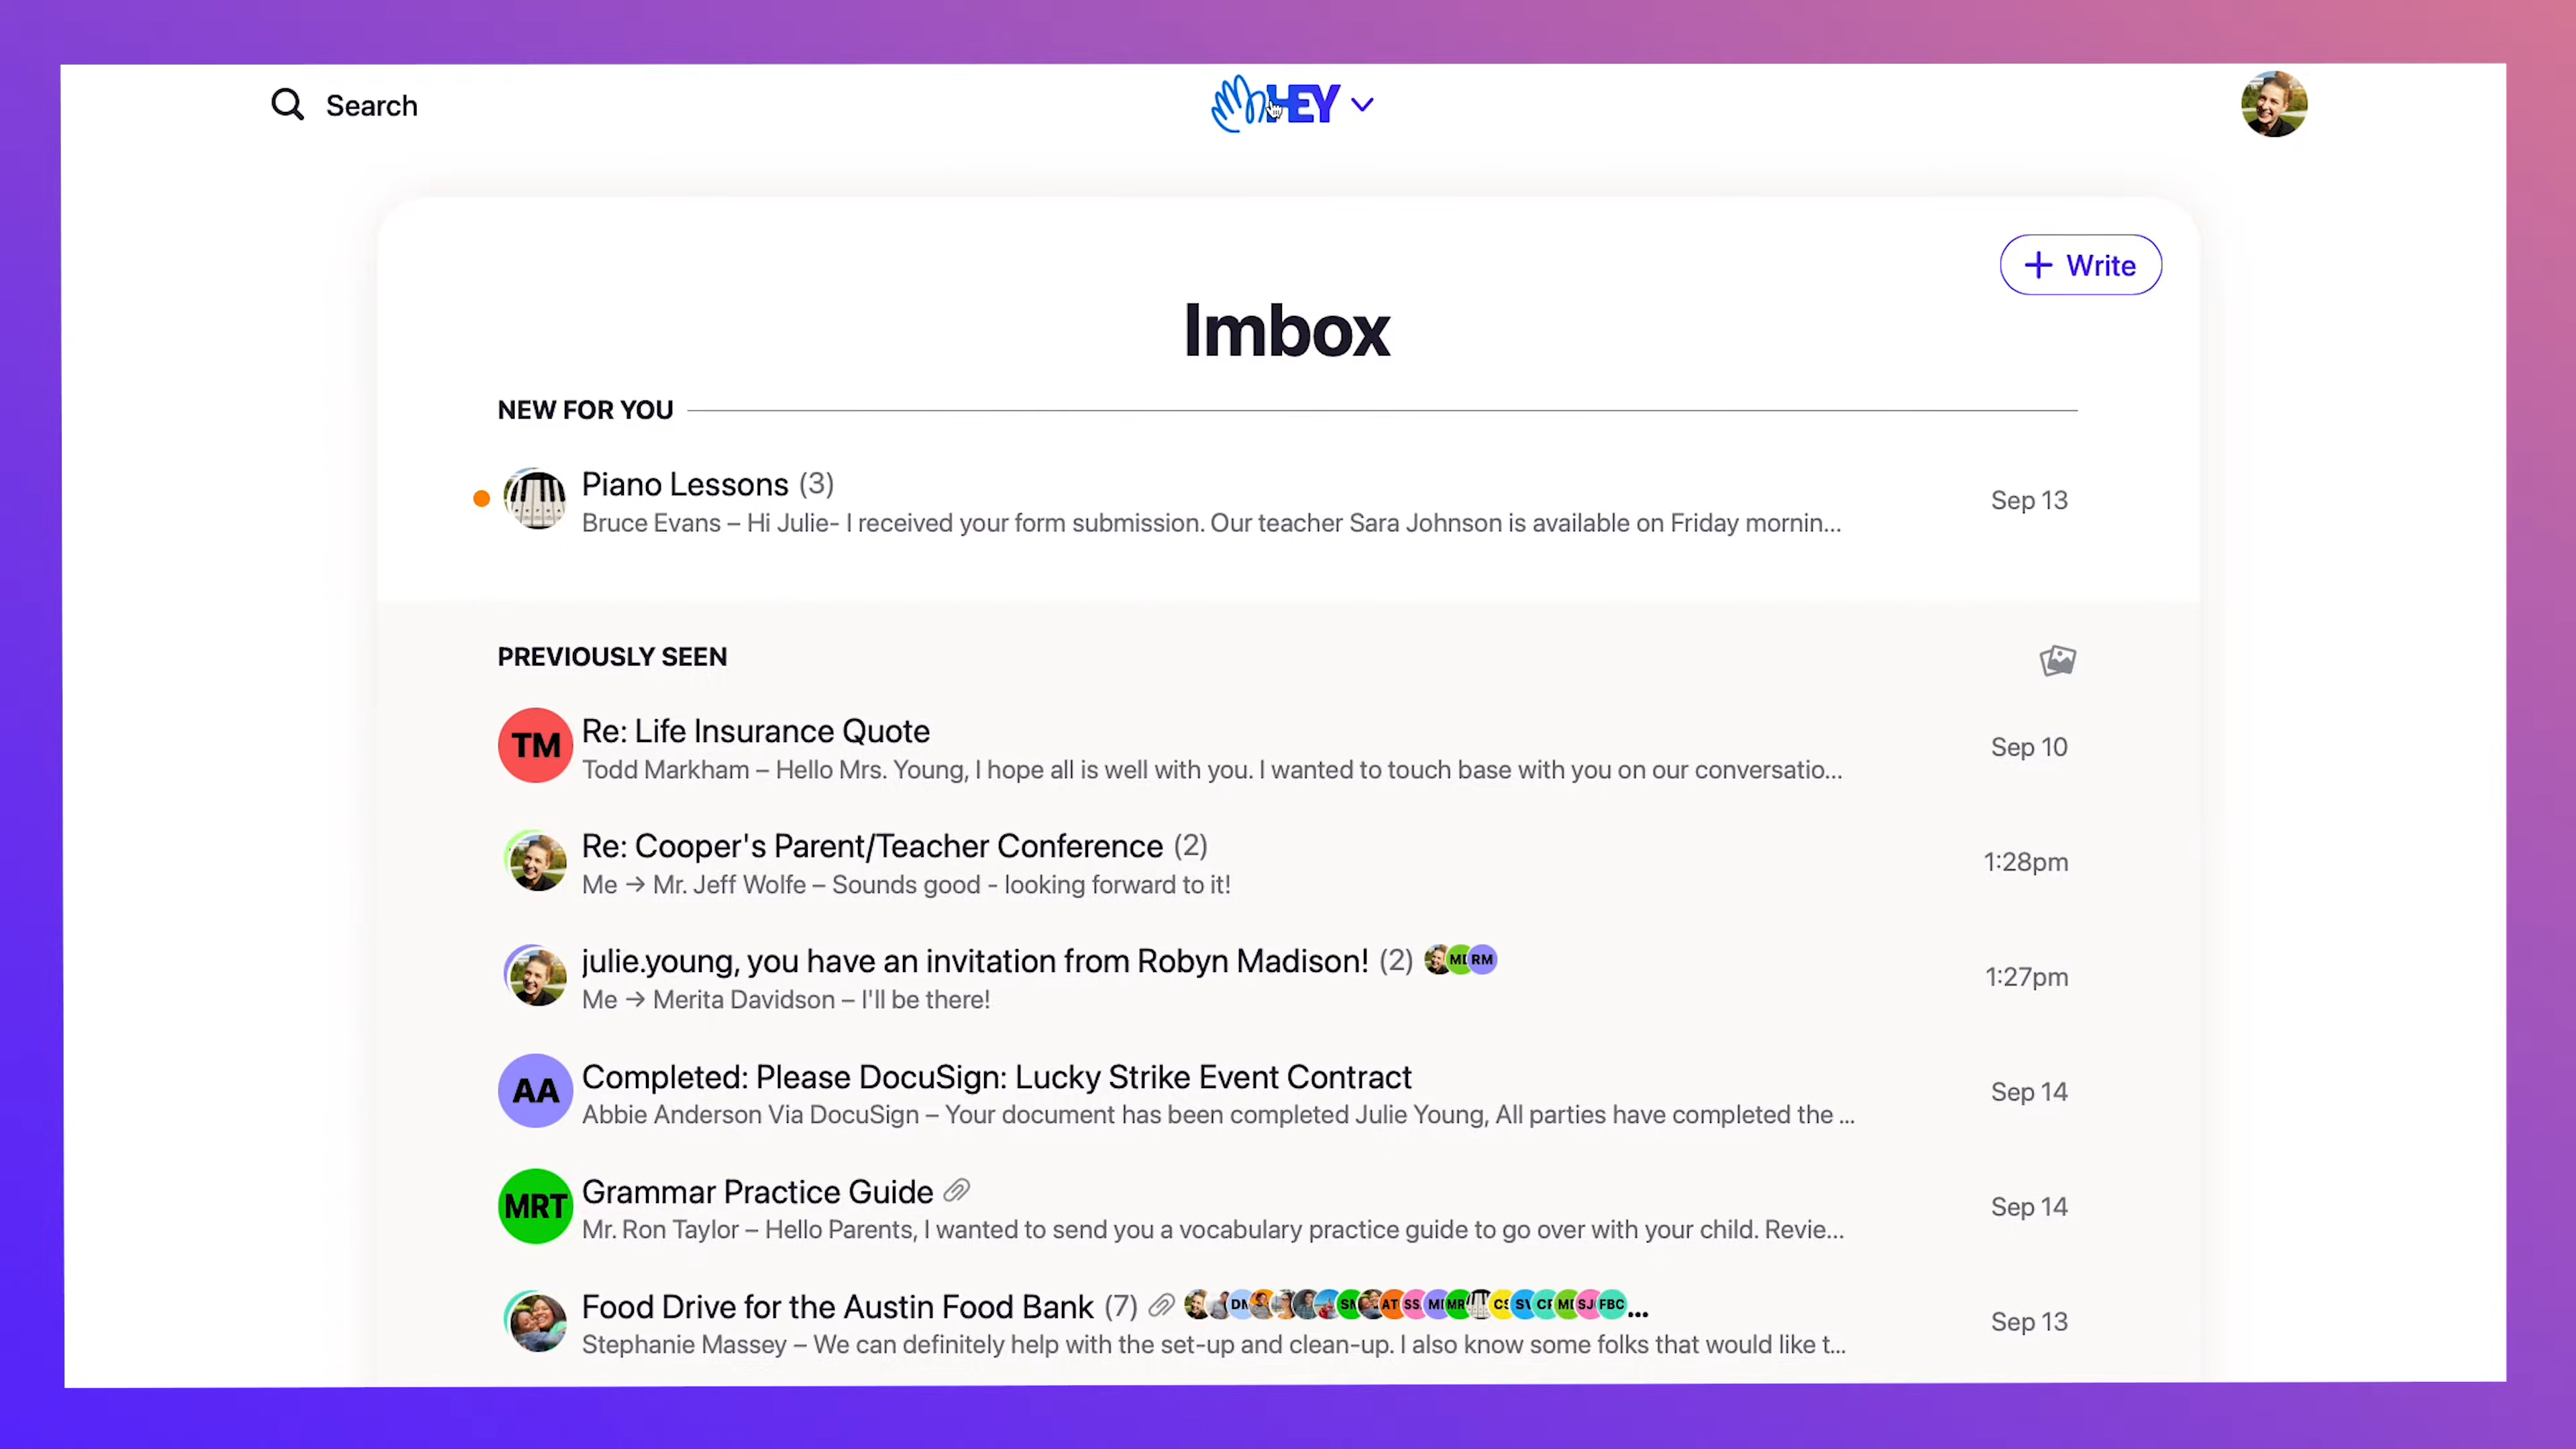 Search
HEY
Write
Imbox
NEW FOR YOU
Piano Lessons (3)
Bruce Evans – Hi Julie- I received your form submission. Our teacher Sara Johnson is available on Friday mornin...
Sep 13
PREVIOUSLY SEEN
TM
Re: Life Insurance Quote
Todd Markham – Hello Mrs. Young, I hope all is well with you. I wanted to touch base with you on our conversatio...
Sep 10
Re: Cooper's Parent/Teacher Conference (2)
Me → Mr. Jeff Wolfe – Sounds good - looking forward to it!
1:28pm
julie.young, you have an invitation from Robyn Madison! (2) RM
Me → Merita Davidson – I'll be there!
1:27pm
AA
Completed: Please DocuSign: Lucky Strike Event Contract
Abbie Anderson Via DocuSign – Your document has been completed Julie Young, All parties have completed the ...
Sep 14
MRT
Grammar Practice Guide
Mr. Ron Taylor – Hello Parents, I wanted to send you a vocabulary practice guide to go over with your child. Revie...
Sep 14
Food Drive for the Austin Food Bank (7) AT SS FBC ...
Stephanie Massey – We can definitely help with the set-up and clean-up. I also know some folks that would like t...
Sep 13